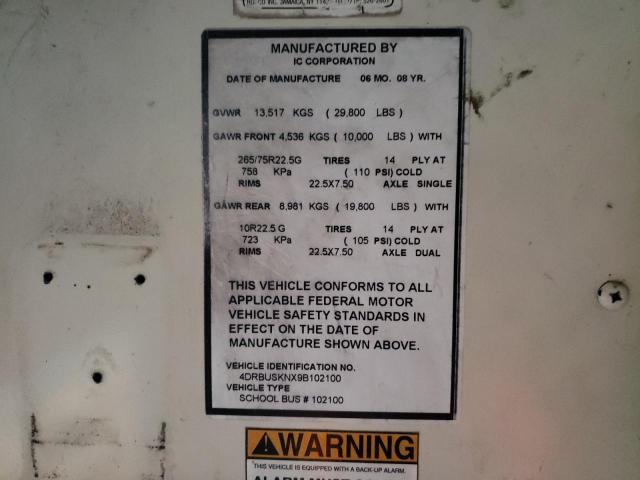 MANUFACTURED BY
IC CORPORATION
DATE OF MANUFACTURE 06 MO. 08 YR.
GVWR 13,517 KGS ( 29,800 LBS )
GAWR FRONT 4,536 KGS ( 10,000 LBS ) WITH
265/75R22.5G TIRES 14 PLY AT
758 KPa ( 110 PSI) COLD
RIMS 22.5X7.50 AXLE SINGLE
GAWR REAR 8,981 KGS ( 19,800 LBS ) WITH
10R22.5 G TIRES 14 PLY AT
723 KPa ( 105 PSI) COLD
RIMS 22.5X7.50 AXLE DUAL
THIS VEHICLE CONFORMS TO ALL
APPLICABLE FEDERAL MOTOR
VEHICLE SAFETY STANDARDS IN
EFFECT ON THE DATE OF
MANUFACTURE SHOWN ABOVE.
VEHICLE IDENTIFICATION NO.
4DRBUSKNX9B102100
VEHICLE TYPE
SCHOOL BUS # 102100
WARNING
THIS VEHICLE IS EQUIPPED WITH A BACK-UP ALARM.
ALARM MUST